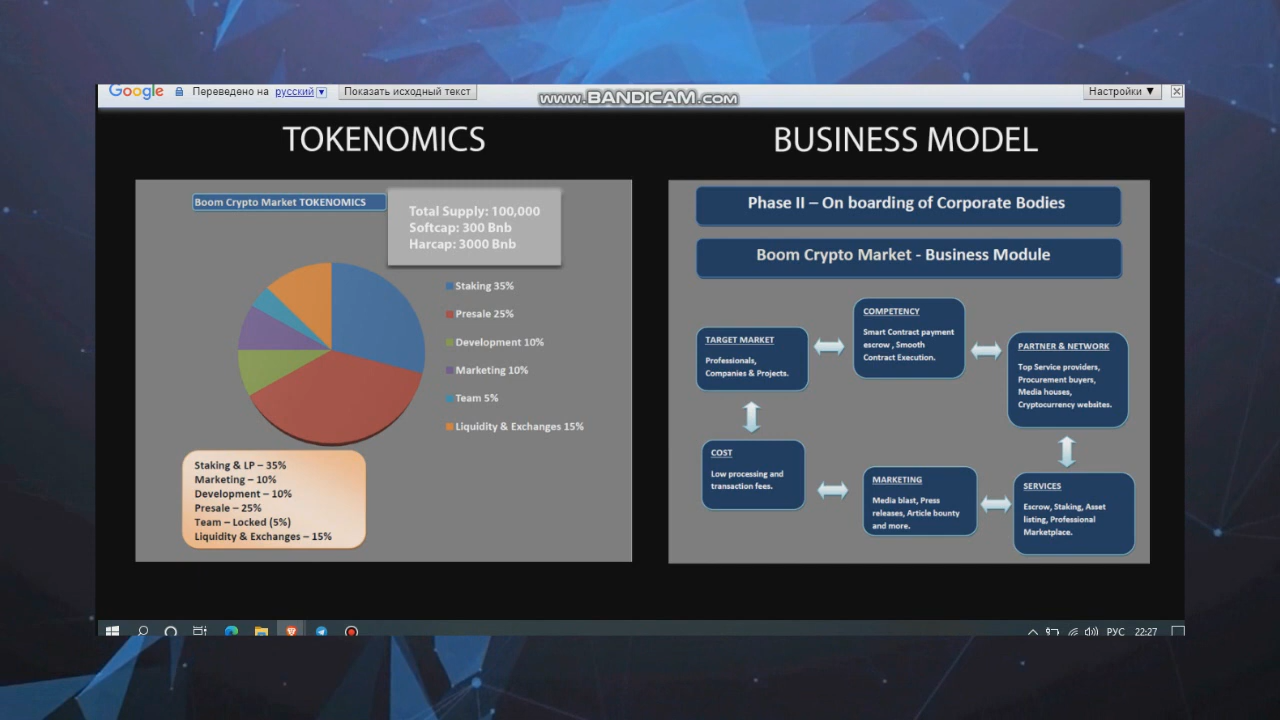 Google Переведено на русский Показать исходный текст
www.BANDICAM.com
Настройки
TOKENOMICS
Boom Crypto Market TOKENOMICS
Total Supply: 100,000
Softcap: 300 Bnb
Harcap: 3000 Bnb
Staking 35%
Presale 25%
Development 10%
Marketing 10%
Team 5%
Liquidity & Exchanges 15%
Staking & LP – 35%
Marketing – 10%
Development – 10%
Presale – 25%
Team – Locked (5%)
Liquidity & Exchanges – 15%
BUSINESS MODEL
Phase II – On boarding of Corporate Bodies
Boom Crypto Market - Business Module
TARGET MARKET
Professionals,
Companies & Projects.
COMPETENCY
Smart Contract payment
escrow , Smooth
Contract Execution.
PARTNER & NETWORK
Top Service providers,
Procurement buyers,
Media houses,
Cryptocurrency websites.
COST
Low processing and
transaction fees.
MARKETING
Media blast, Press
releases, Article bounty
and more.
SERVICES
Escrow, Staking, Asset
listing, Professional
Marketplace.
РУС 22:27